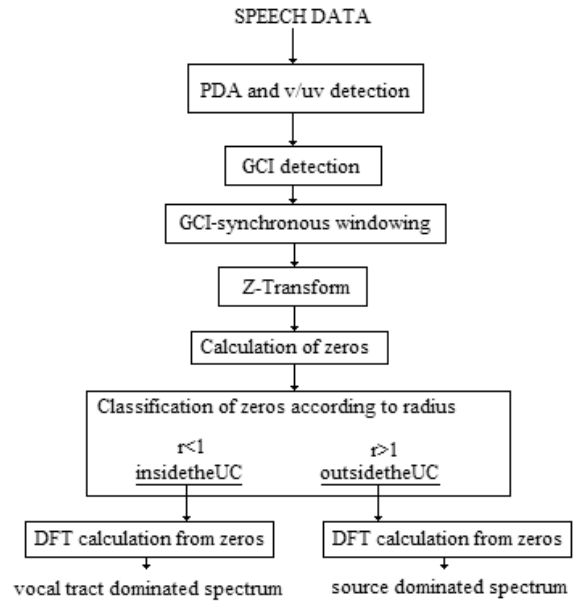 SPEECH DATA
PDA and v/uv detection
GCI detection
GCI-synchronous windowing
Z-Transform
Calculation of zeros
Classification of zeros according to radius
r<1
insidetheUC
r>1
outsidetheUC
DFT calculation from zeros
DFT calculation from zeros
vocal tract dominated spectrum
source dominated spectrum